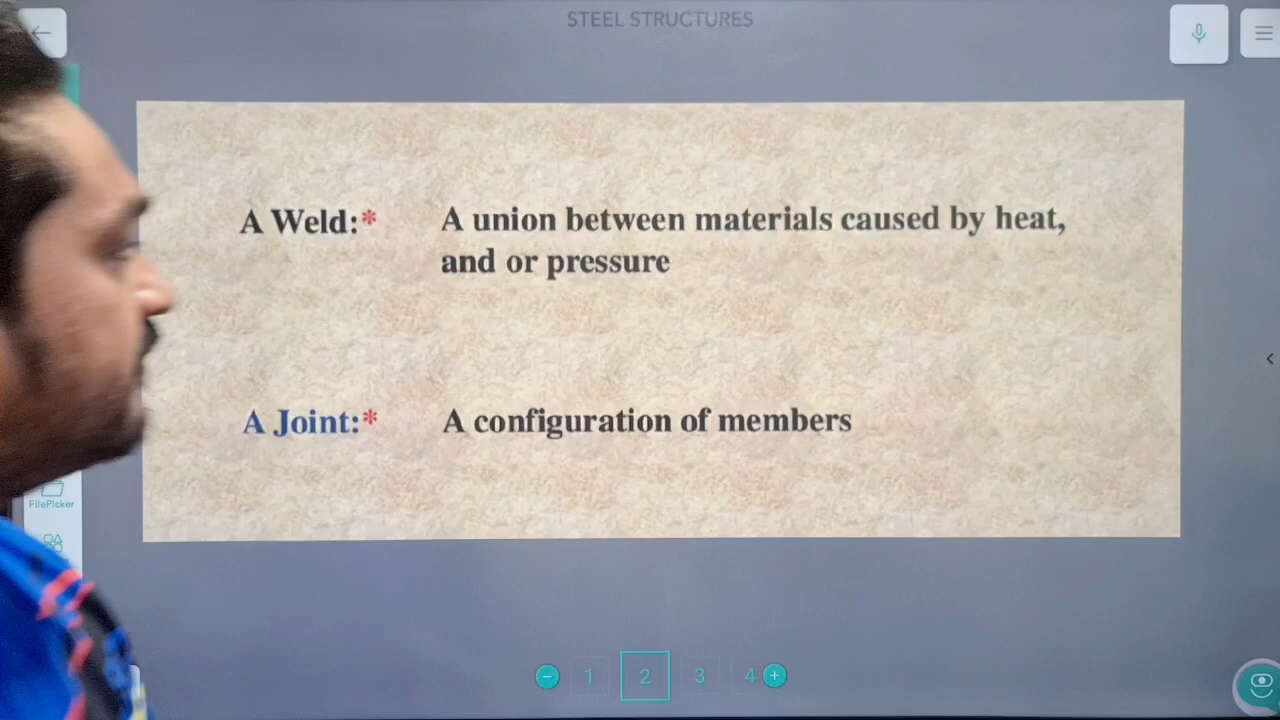 STEEL STRUCTURES
A Weld:* A union between materials caused by heat,
and or pressure
A Joint:* A configuration of members
FilePicker
1 2 3 4